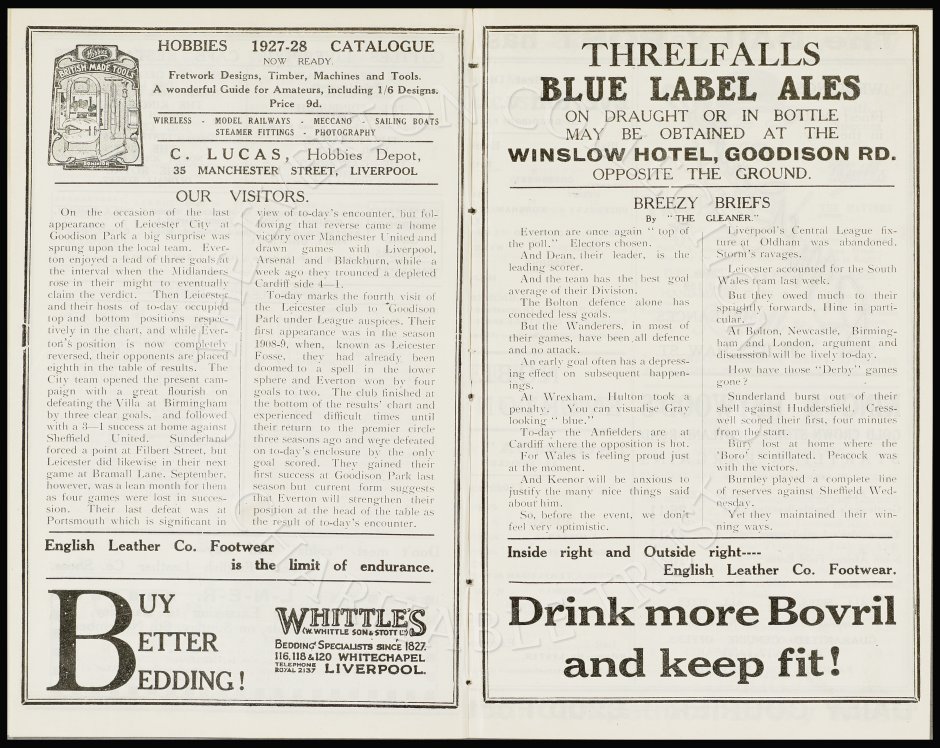 HOBBIES
BRITISH MADE TOOLS
HOBBIES 1927-28 CATALOGUE
NOW READY.
Fretwork Designs, Timber, Machines and Tools.
A wonderful Guide for Amateurs, including 1/6 Designs.
Price 9d.
WIRELESS - MODEL RAILWAYS - MECCANO - SAILING BOATS
STEAMER FITTINGS - PHOTOGRAPHY
C. LUCAS, Hobbies Depot,
35 MANCHESTER STREET, LIVERPOOL
OUR VISITORS.
On the occasion of the last
appearance of Leicester City at
Goodison Park a big surprise was
sprung upon the local team. Ever-
ton enjoyed a lead of three goals at
the interval when the Midlanders
rose in their might to eventually
claim the verdict. Then Leicester
and their hosts of to-day occupied
top and bottom positions respec-
tively in the chart, and while Ever-
ton's position is now completely
reversed, their opponents are placed
eighth in the table of results. The
City team opened the present cam-
paign with a great flourish on
defeating the Villa at Birmingham
by three clear goals, and followed
with a 3—1 success at home against
Sheffield United. Sunderland
forced a point at Filbert Street, but
Leicester did likewise in their next
game at Bramall Lane. September,
however, was a lean month for them
as four games were lost in succes-
sion. Their last defeat was at
Portsmouth which is significant in
view of to-day's encounter, but fol-
lowing that reverse came a home
victory over Manchester United and
drawn games with Liverpool,
Arsenal and Blackburn, while a
week ago they trounced a depleted
Cardiff side 4—1.
To-day marks the fourth visit of
the Leicester club to Goodison
Park under League auspices. Their
first appearance was in the season
1908-9, when, known as Leicester
Fosse, they had already been
doomed to a spell in the lower
sphere and Everton won by four
goals to two. The club finished at
the bottom of the results' chart and
experienced difficult times until
their return to the premier circle
three seasons ago and were defeated
on to-day's enclosure by the only
goal scored. They gained their
first success at Goodison Park last
season but current form suggests
that Everton will strengthen their
position at the head of the table as
the result of to-day's encounter.
English Leather Co. Footwear
is the limit of endurance.
BUY
BETTER
BEDDING!
WHITTLE'S
(W. WHITTLE SON & STOTT LTD)
BEDDING SPECIALISTS SINCE 1827.
116, 118 & 120 WHITECHAPEL
TELEPHONE
ROYAL 2137
LIVERPOOL.
THRELFALLS
BLUE LABEL ALES
ON DRAUGHT OR IN BOTTLE
MAY BE OBTAINED AT THE
WINSLOW HOTEL, GOODISON RD.
OPPOSITE THE GROUND.
BREEZY BRIEFS
By "THE GLEANER."
Everton are once again "top of
the poll." Electors chosen.
And Dean, their leader, is the
leading scorer.
And the team has the best goal
average of their Division.
The Bolton defence alone has
conceded less goals.
But the Wanderers, in most of
their games, have been all defence
and no attack.
An early goal often has a depress-
ing effect on subsequent happen-
ings.
At Wrexham, Hulton took a
penalty. You can visualise Gray
looking "blue."
To-day the Anfielders are at
Cardiff where the opposition is hot.
For Wales is feeling proud just
at the moment.
And Keenor will be anxious to
justify the many nice things said
about him.
So, before the event, we don't
feel very optimistic.
Liverpool's Central League fix-
ture at Oldham was abandoned.
Storm's ravages.
Leicester accounted for the South
Wales team last week.
But they owed much to their
sprightly forwards, Hine in parti-
cular.
At Bolton, Newcastle, Birming-
ham and London, argument and
discussion will be lively to-day.
How have those "Derby" games
gone?
Sunderland burst out of their
shell against Huddersfield. Cress-
well scored their first, four minutes
from the start.
Bury lost at home where the
'Boro' scintillated. Peacock was
with the victors.
Burnley played a complete line
of reserves against Sheffield Wed-
nesday.
Yet they maintained their win-
ning ways.
Inside right and Outside right----
English Leather Co. Footwear.
Drink more Bovril
and keep fit!